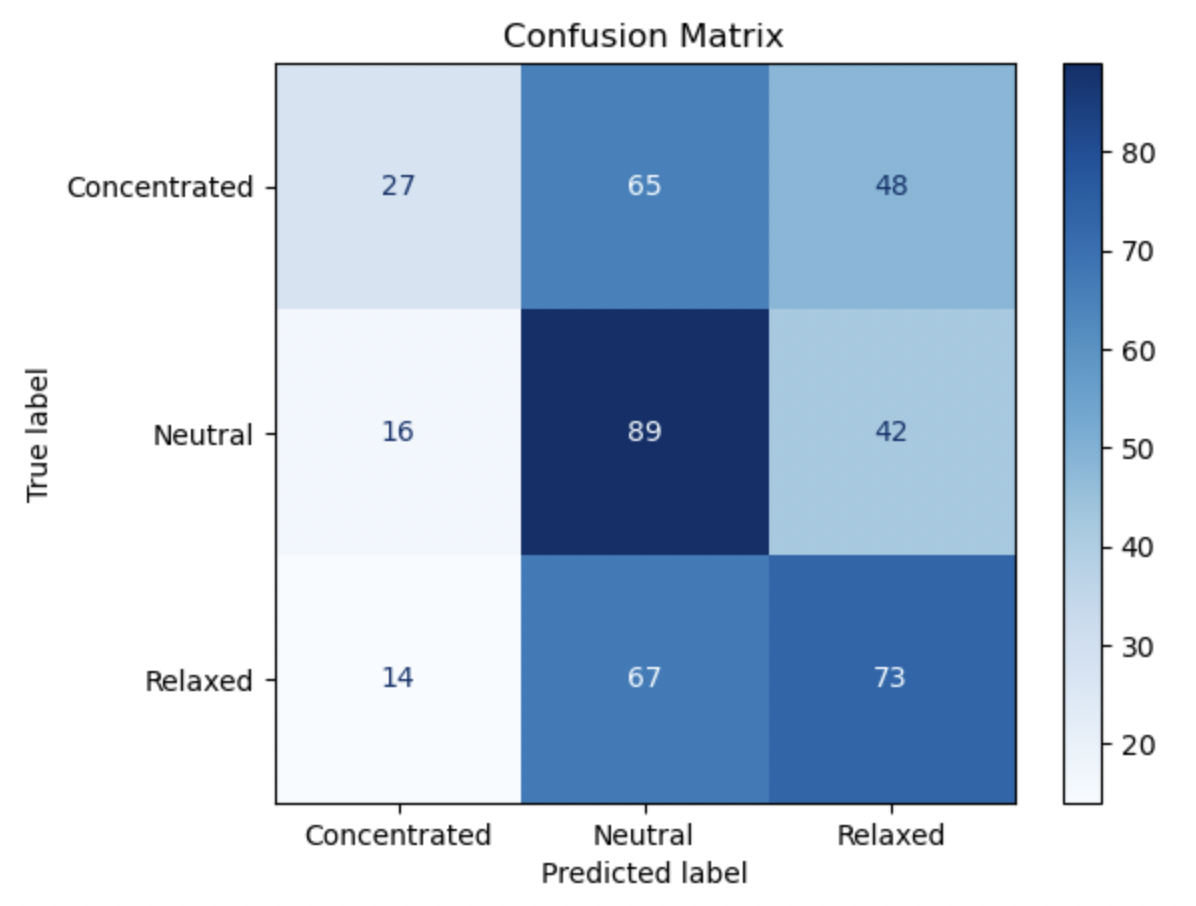 Confusion Matrix
Concentrated 27 65 48
Neutral 16 89 42
Relaxed 14 67 73
True label
Concentrated Neutral Relaxed
Predicted label
80
70
60
50
40
30
20